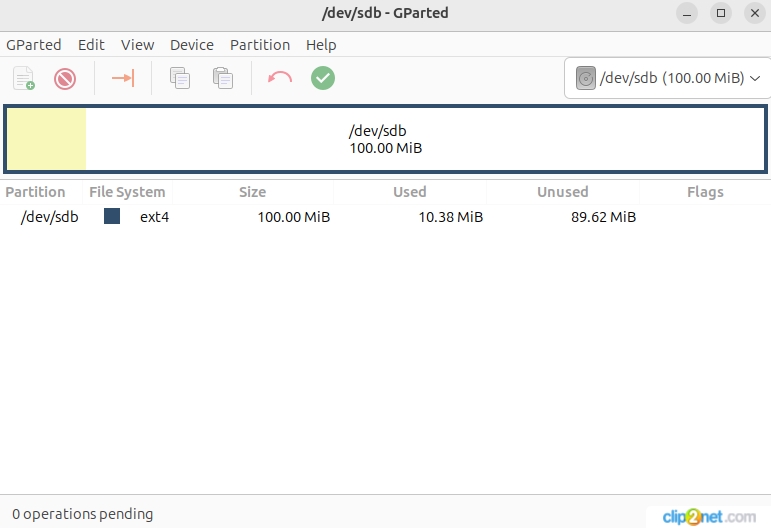 /dev/sdb - GParted
GParted Edit View Device Partition Help
/dev/sdb (100.00 MiB)
/dev/sdb
100.00 MiB
Partition File System Size Used Unused Flags
/dev/sdb ext4 100.00 MiB 10.38 MiB 89.62 MiB
0 operations pending
clip2net.com